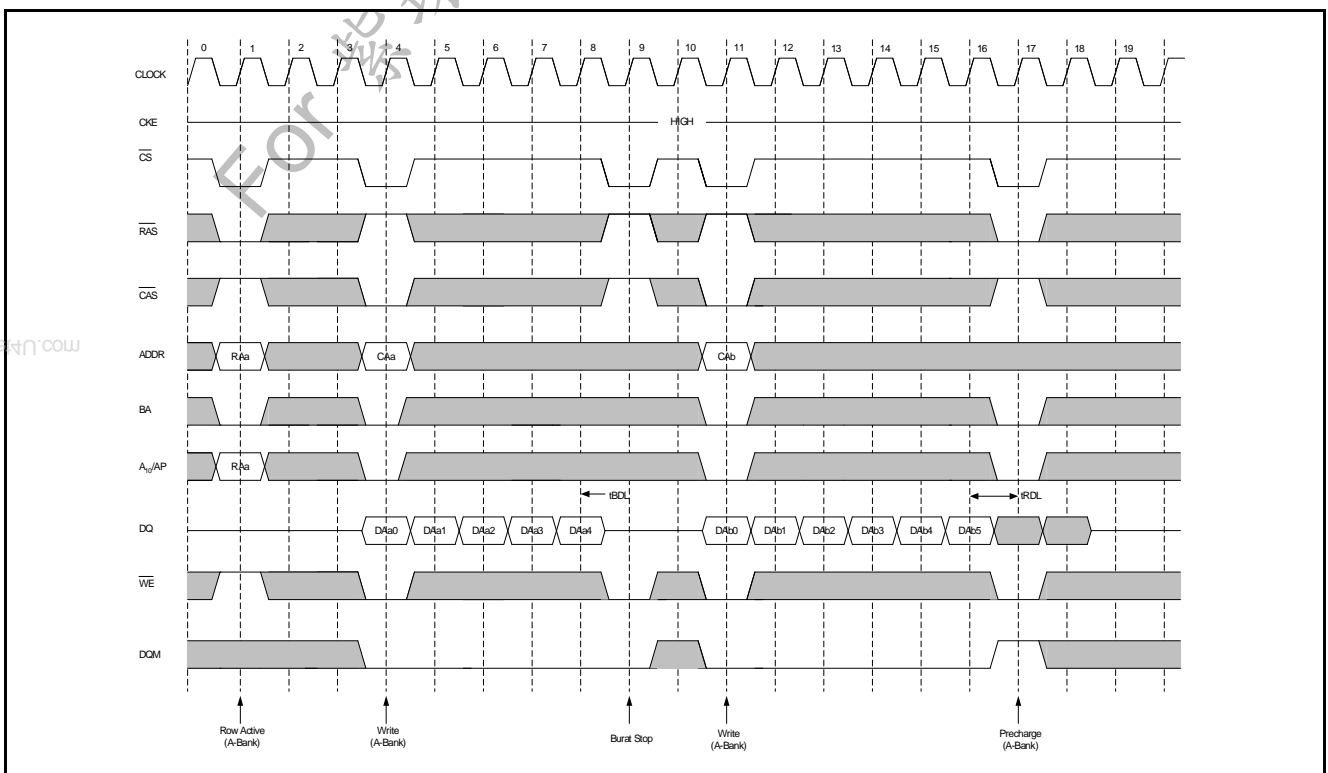 For 紫
0 1 2 3 4 5 6 7 8 9 10 11 12 13 14 15 16 17 18 19
CLOCK
CKE HIGH
CS
RAS
CAS
ADDR RAa CAa CAb
BA
A10/AP RAa
tBDL tRDL
DQ DAa0 DAa1 DAa2 DAa3 DAa4 DAb0 DAb1 DAb2 DAb3 DAb4 DAb5
WE
DQM
Row Active
(A-Bank)
Write
(A-Bank)
Burat Stop
Write
(A-Bank)
Precharge
(A-Bank)